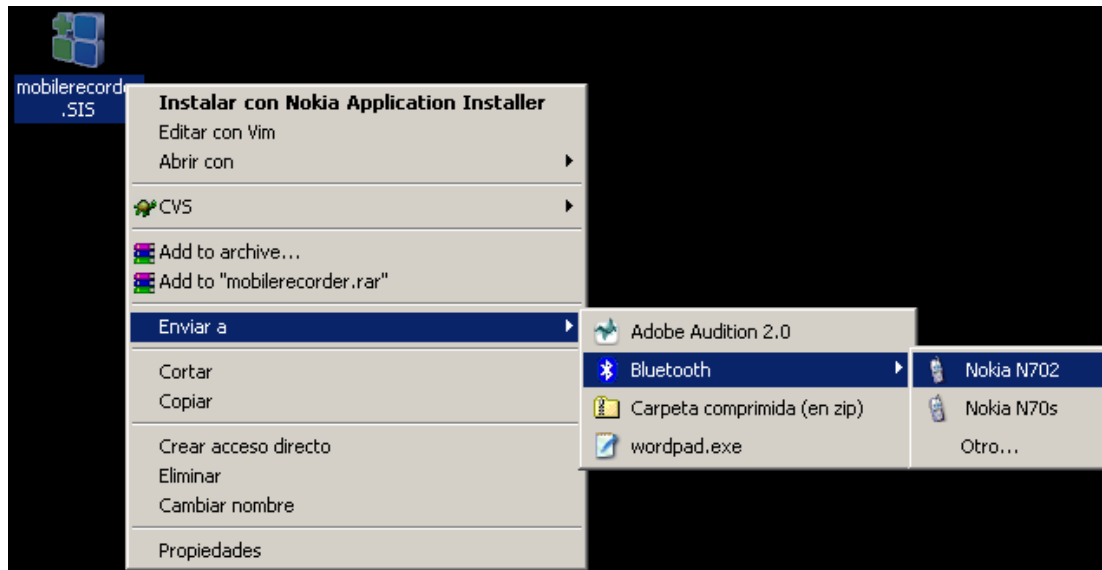 mobilerecorder
.SIS
Instalar con Nokia Application Installer
Editar con Vim
Abrir con
CVS
Add to archive...
Add to "mobilerecorder.rar"
Enviar a
Adobe Audition 2.0
Cortar
Bluetooth
Nokia N702
Copiar
Carpeta comprimida (en zip)
Nokia N70s
Crear acceso directo
wordpad.exe
Otro...
Eliminar
Cambiar nombre
Propiedades